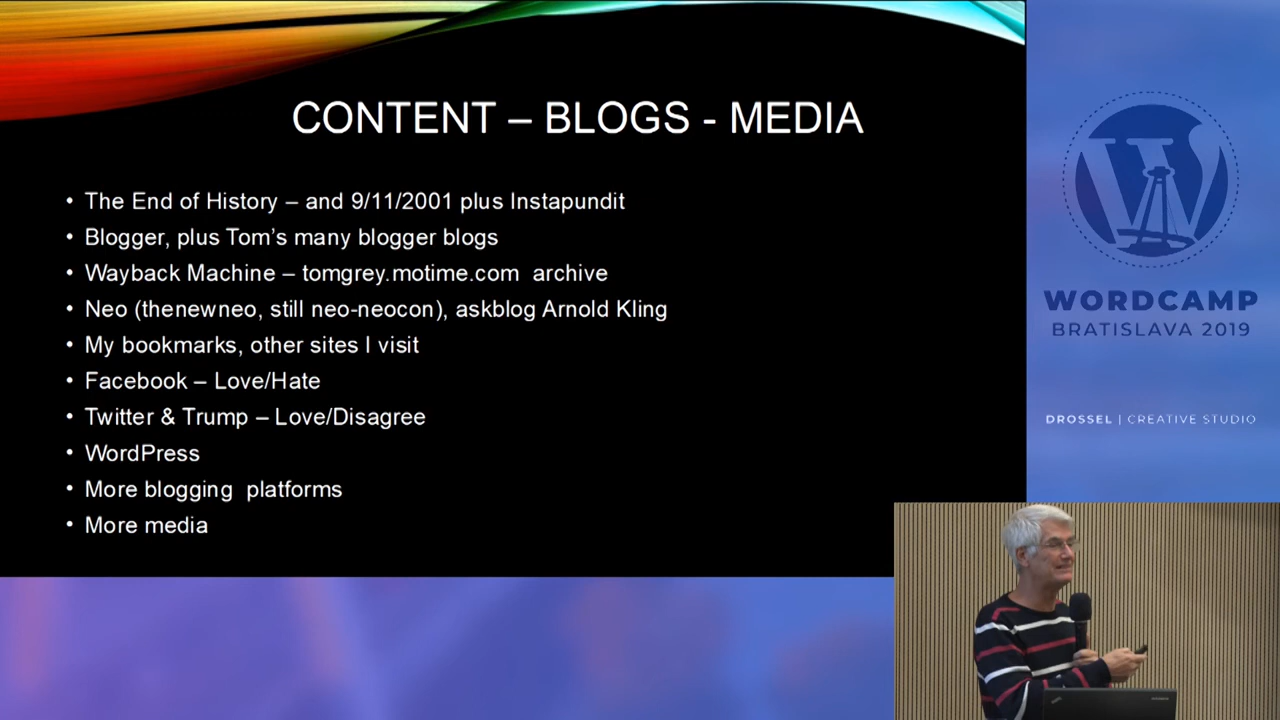 CONTENT – BLOGS - MEDIA
• The End of History – and 9/11/2001 plus Instapundit
• Blogger, plus Tom’s many blogger blogs
• Wayback Machine – tomgrey.motime.com  archive
• Neo (thenewneo, still neo-neocon), askblog Arnold Kling
• My bookmarks, other sites I visit
• Facebook – Love/Hate
• Twitter & Trump – Love/Disagree
• WordPress
• More blogging  platforms
• More media
WORDCAMP
BRATISLAVA 2019
DROSSEL | CREATIVE STUDIO